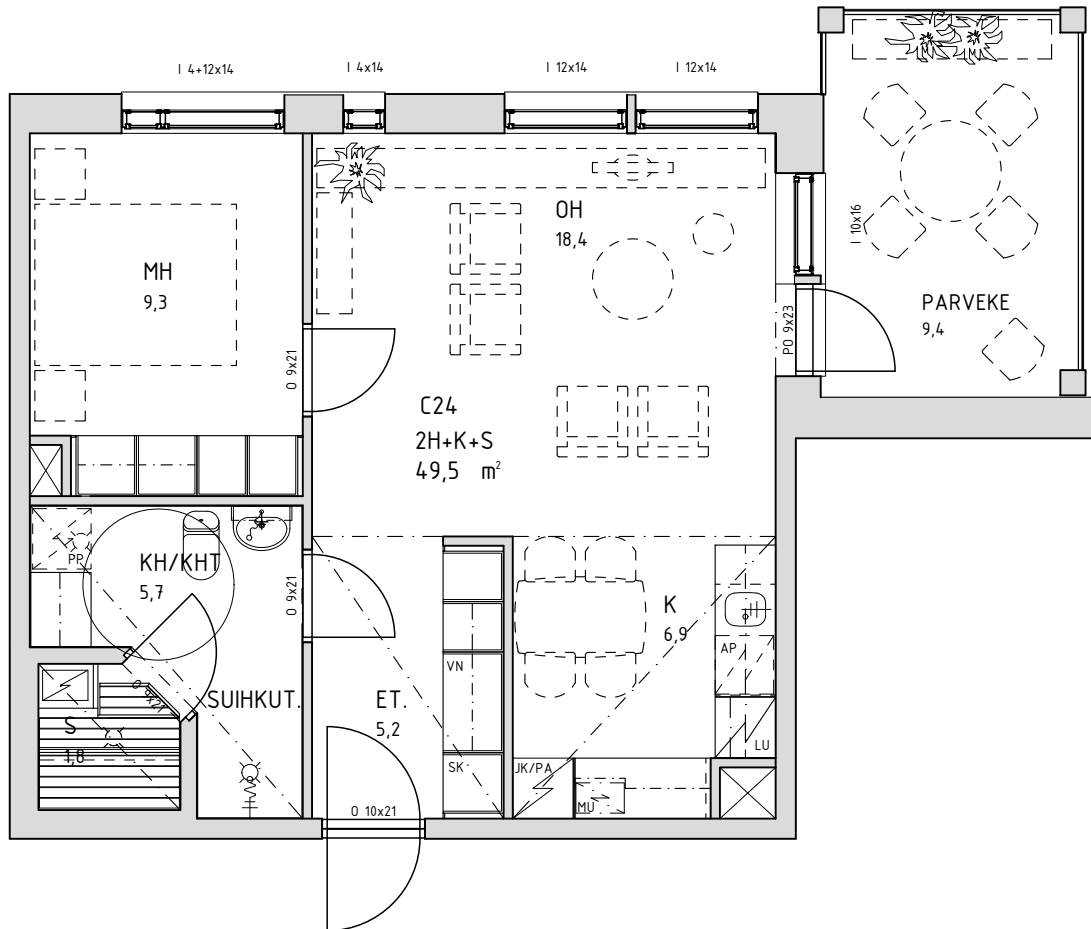 I 4+12x14
I 4x14
I 12x14
I 12x14
OH
18,4
I 10x16
MH
9,3
PARVEKE
9,4
PO 9x23
O 9x21
C24
2H+K+S
49,5 m²
PP
KH/KHT
5,7
O 9x21
K
6,9
AP
VN
SUIHKUT.
ET.
5,2
S
1,8
LU
SK
JK/PA
MU
O 10x21